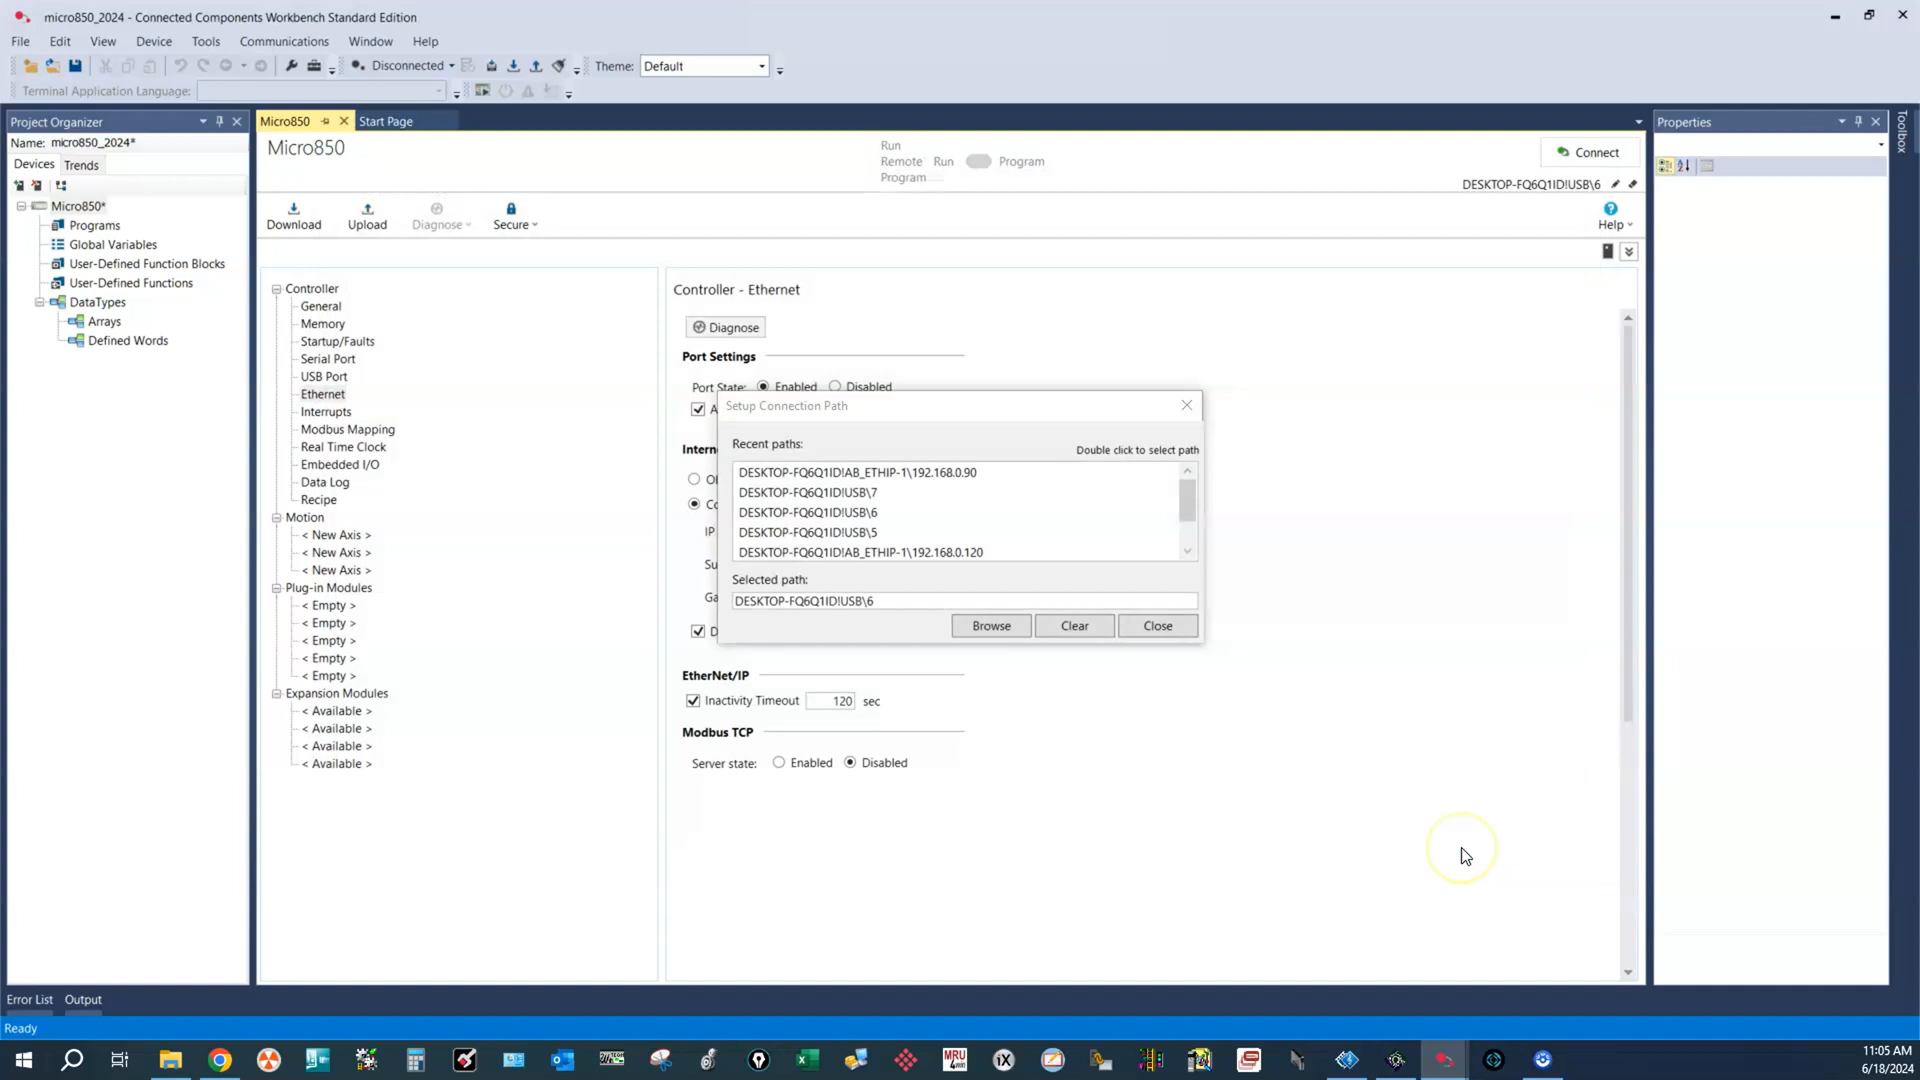 micro850_2024 - Connected Components Workbench Standard Edition
File Edit View Device Tools Communications Window Help
Disconnected Theme: Default
Terminal Application Language:
Project Organizer
Name: micro850_2024*
Devices Trends
Micro850*
Programs
Global Variables
User-Defined Function Blocks
User-Defined Functions
DataTypes
Arrays
Defined Words
Micro850 Start Page
Micro850
Run
Remote Run Program
Program
Connect
DESKTOP-FQ6Q1ID!USB\6
Download Upload Diagnose Secure Help
Controller
General
Memory
Startup/Faults
Serial Port
USB Port
Ethernet
Interrupts
Modbus Mapping
Real Time Clock
Embedded I/O
Data Log
Recipe
Motion
< New Axis >
< New Axis >
< New Axis >
Plug-in Modules
< Empty >
< Empty >
< Empty >
< Empty >
< Empty >
Expansion Modules
< Available >
< Available >
< Available >
< Available >
Controller - Ethernet
Diagnose
Port Settings
Port State: Enabled Disabled
A
Intern
O
Co
IP
Su
Ga
D
Setup Connection Path
Recent paths: Double click to select path
DESKTOP-FQ6Q1ID!AB_ETHIP-1\192.168.0.90
DESKTOP-FQ6Q1ID!USB\7
DESKTOP-FQ6Q1ID!USB\6
DESKTOP-FQ6Q1ID!USB\5
DESKTOP-FQ6Q1ID!AB_ETHIP-1\192.168.0.120
Selected path:
DESKTOP-FQ6Q1ID!USB\6
Browse Clear Close
EtherNet/IP
Inactivity Timeout 120 sec
Modbus TCP
Server state: Enabled Disabled
Properties
Toolbox
Error List Output
Ready
MRU
iX
11:05 AM
6/18/2024